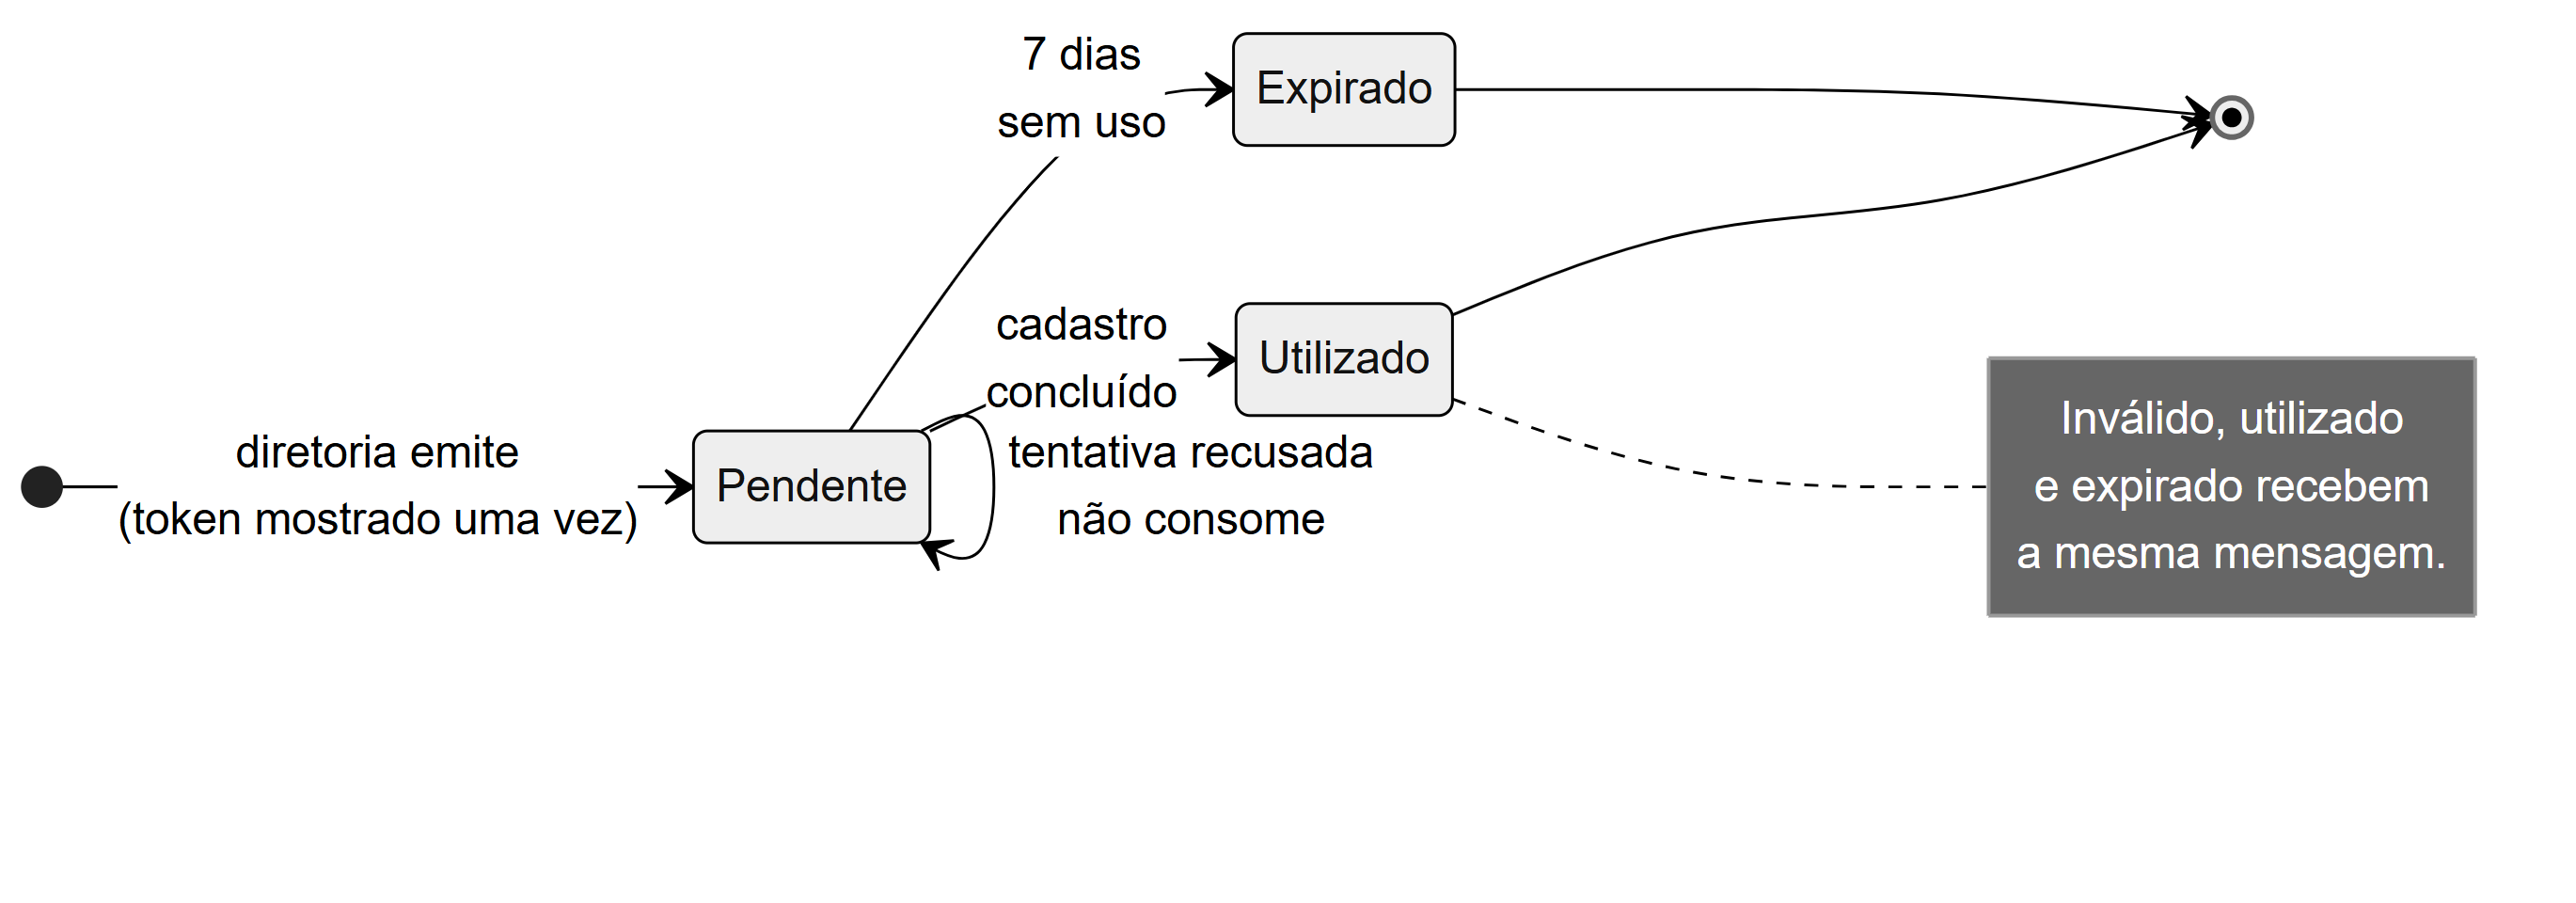 7 dias
sem uso
Expirado
cadastro
concluído
Utilizado
diretoria emite
(token mostrado uma vez)
Pendente
tentativa recusada
não consome
Inválido, utilizado
e expirado recebem
a mesma mensagem.